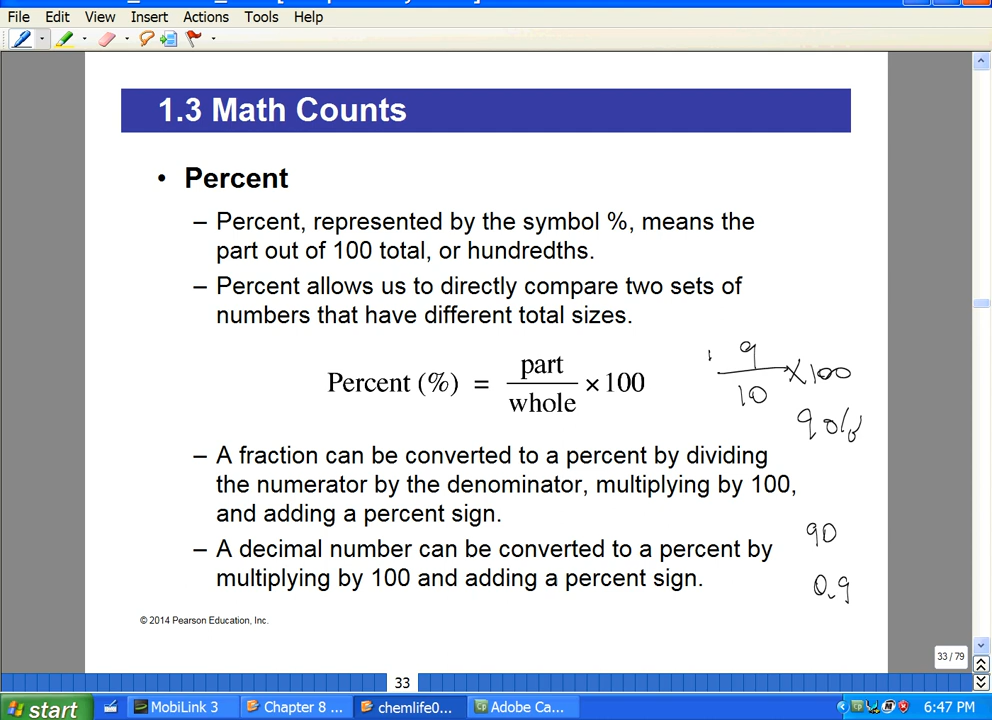 File Edit View Insert Actions Tools Help
1.3 Math Counts
• Percent
– Percent, represented by the symbol %, means the
part out of 100 total, or hundredths.
– Percent allows us to directly compare two sets of
numbers that have different total sizes.
Percent (%) = part
whole × 100
9
10 × 100
90%
– A fraction can be converted to a percent by dividing
the numerator by the denominator, multiplying by 100,
and adding a percent sign.
90
– A decimal number can be converted to a percent by
multiplying by 100 and adding a percent sign.
0.9
© 2014 Pearson Education, Inc.
33 / 79
33
start MobiLink 3 Chapter 8 ... chemlife0... Adobe Ca... 6:47 PM